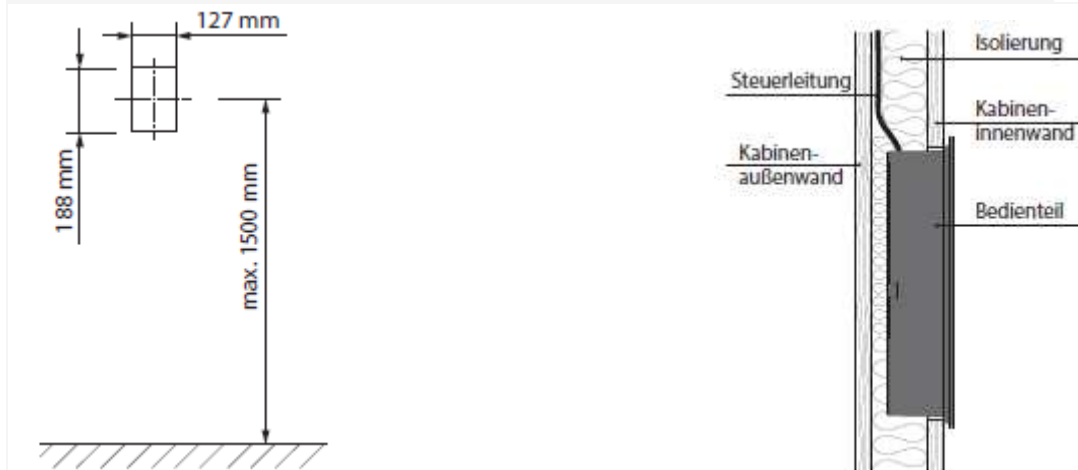 127 mm
188 mm
max. 1500 mm
Isolierung
Steuerleitung
Kabinen-
innenwand
Kabinen-
außenwand
Bedienteil